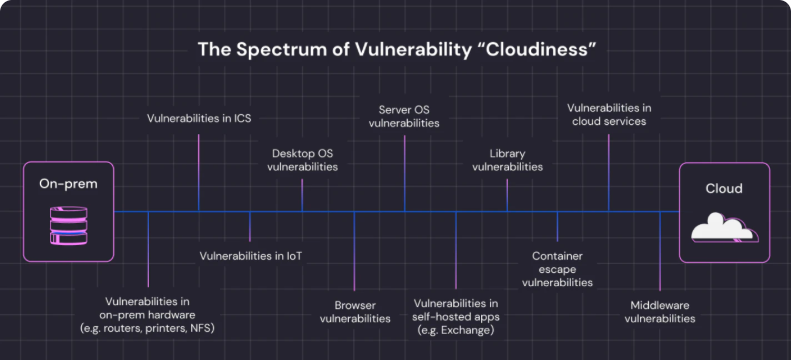 The Spectrum of Vulnerability “Cloudiness”
Server OS
vulnerabilities
Vulnerabilities in
cloud services
Vulnerabilities in ICS
Desktop OS
vulnerabilities
Library
vulnerabilities
On-prem
Cloud
Vulnerabilities in IoT
Container
escape
vulnerabilities
Vulnerabilities in
on-prem hardware
(e.g. routers, printers, NFS)
Browser
vulnerabilities
Vulnerabilities in
self-hosted apps
(e.g. Exchange)
Middleware
vulnerabilities